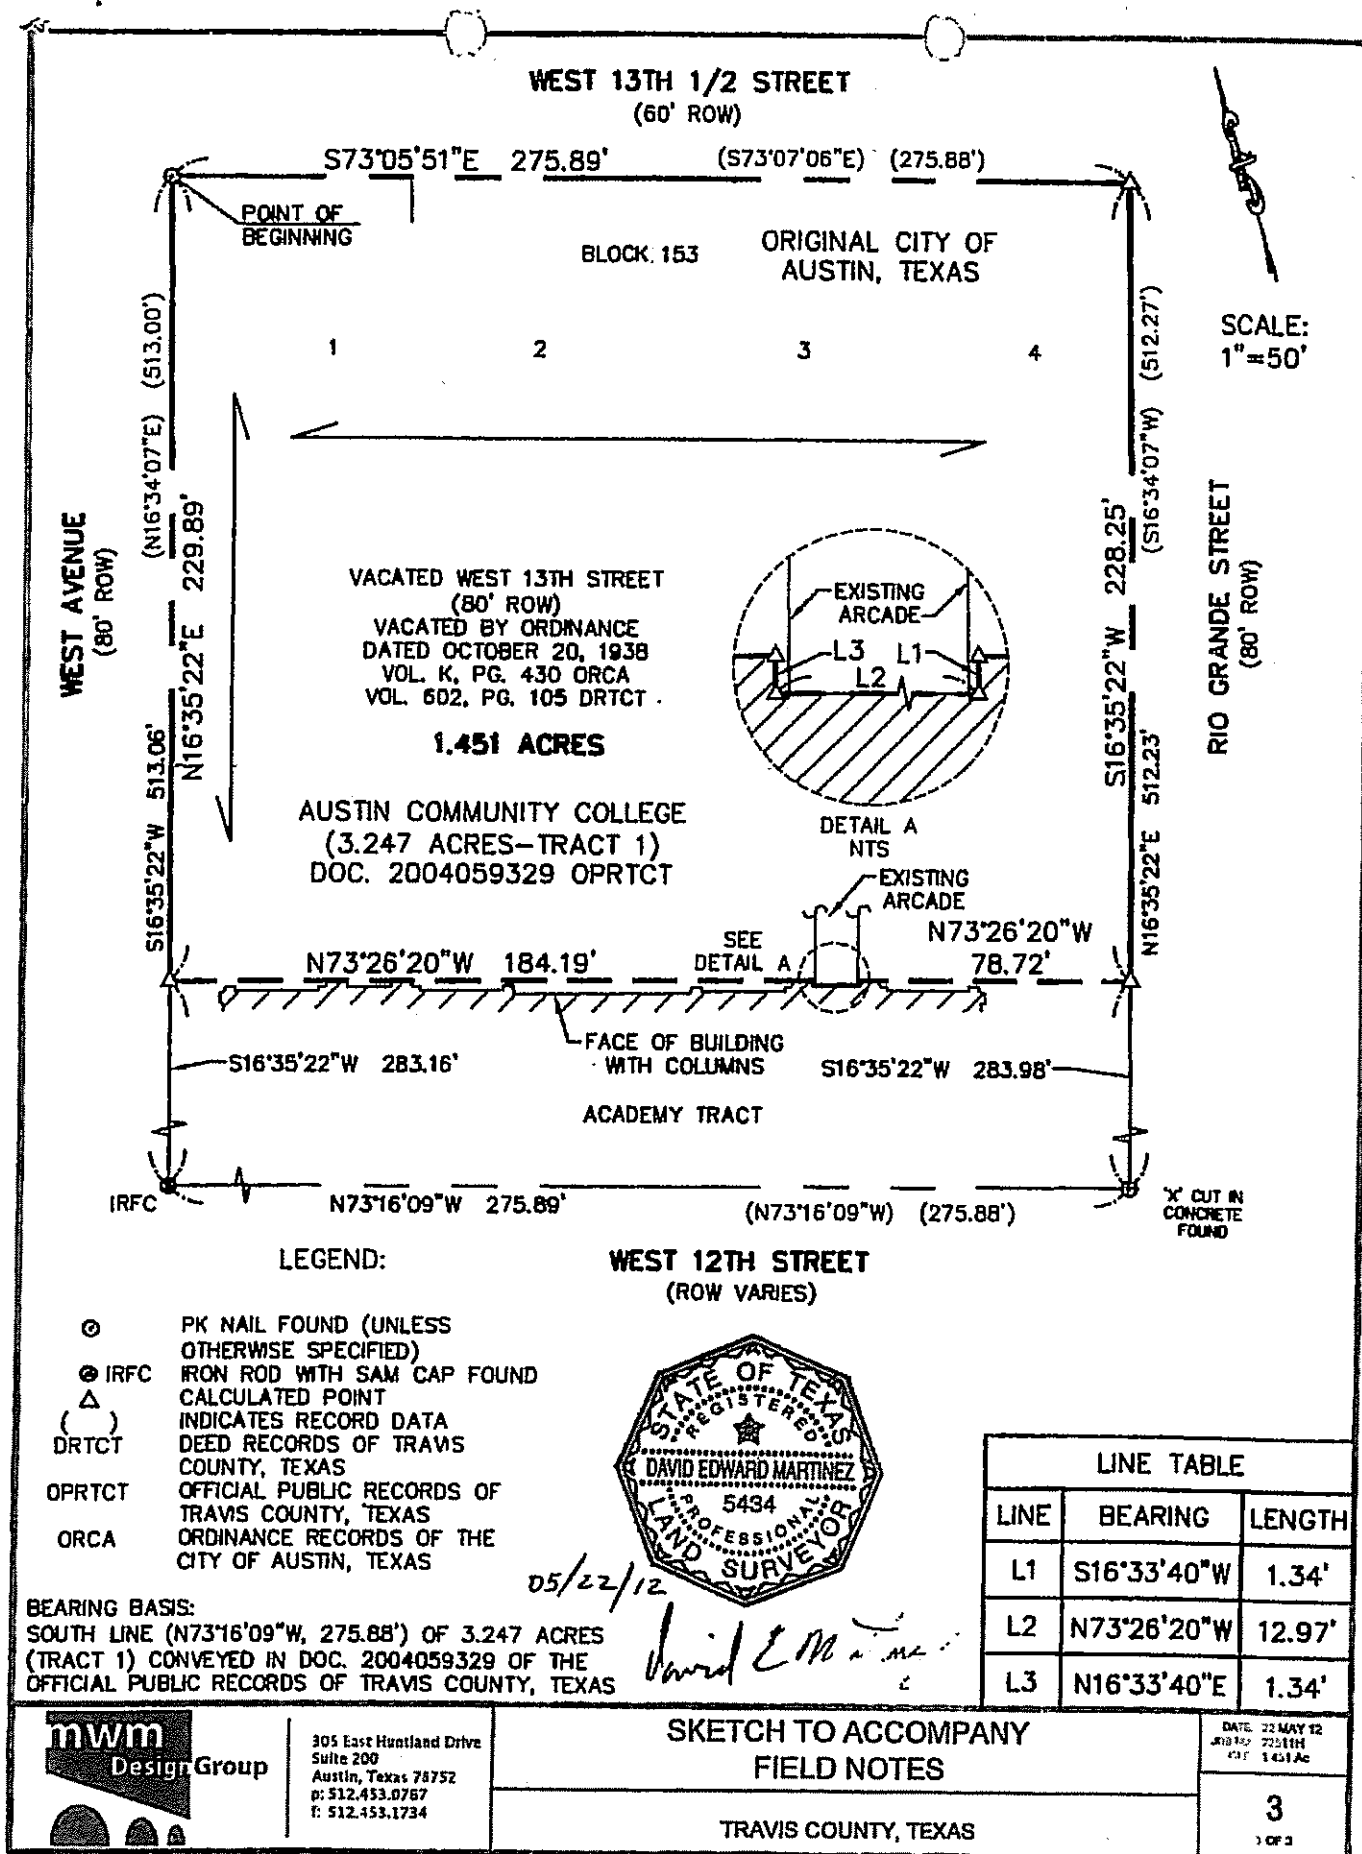 WEST 13TH 1/2 STREET
(60' ROW)
S73°05'51"E 275.89'
(S73°07'06"E) (275.88')
POINT OF
BEGINNING
BLOCK 153
ORIGINAL CITY OF
AUSTIN, TEXAS
SCALE:
1"=50'
1
2
3
4
WEST AVENUE
(80' ROW)
(N16°34'07"E) (513.00')
N16°35'22"E 229.89'
S16°35'22"W 513.06'
VACATED WEST 13TH STREET
(80' ROW)
VACATED BY ORDINANCE
DATED OCTOBER 20, 1938
VOL. K, PG. 430 ORCA
VOL. 602, PG. 105 DRTCT
1.451 ACRES
AUSTIN COMMUNITY COLLEGE
(3.247 ACRES-TRACT 1)
DOC. 2004059329 OPRTCT
EXISTING
ARCADE
L3
L1
L2
DETAIL A
NTS
S16°35'22"W 228.25'
(S16°34'07"W) (512.27')
N16°35'22"E 512.23'
RIO GRANDE STREET
(80' ROW)
EXISTING
ARCADE
SEE
DETAIL A
N73°26'20"W 184.19'
N73°26'20"W
78.72'
FACE OF BUILDING
WITH COLUMNS
S16°35'22"W 283.16'
S16°35'22"W 283.98'
ACADEMY TRACT
IRFC
N73°16'09"W 275.89'
(N73°16'09"W) (275.88')
'X' CUT IN
CONCRETE
FOUND
WEST 12TH STREET
(ROW VARIES)
LEGEND:
PK NAIL FOUND (UNLESS
OTHERWISE SPECIFIED)
IRFC IRON ROD WITH SAM CAP FOUND
CALCULATED POINT
( ) INDICATES RECORD DATA
DRTCT DEED RECORDS OF TRAVIS
COUNTY, TEXAS
OPRTCT OFFICIAL PUBLIC RECORDS OF
TRAVIS COUNTY, TEXAS
ORCA ORDINANCE RECORDS OF THE
CITY OF AUSTIN, TEXAS
STATE OF TEXAS
REGISTERED
DAVID EDWARD MARTINEZ
5434
PROFESSIONAL
LAND SURVEYOR
05/22/12
David E M
BEARING BASIS:
SOUTH LINE (N73°16'09"W, 275.88') OF 3.247 ACRES
(TRACT 1) CONVEYED IN DOC. 2004059329 OF THE
OFFICIAL PUBLIC RECORDS OF TRAVIS COUNTY, TEXAS
LINE TABLE
LINE BEARING LENGTH
L1 S16°33'40"W 1.34'
L2 N73°26'20"W 12.97'
L3 N16°33'40"E 1.34'
mwm
DesignGroup
305 East Huntland Drive
Suite 200
Austin, Texas 78752
p: 512.453.0767
f: 512.453.1734
SKETCH TO ACCOMPANY
FIELD NOTES
TRAVIS COUNTY, TEXAS
DATE 22 MAY 12
1.451 Ac
3
OF 3